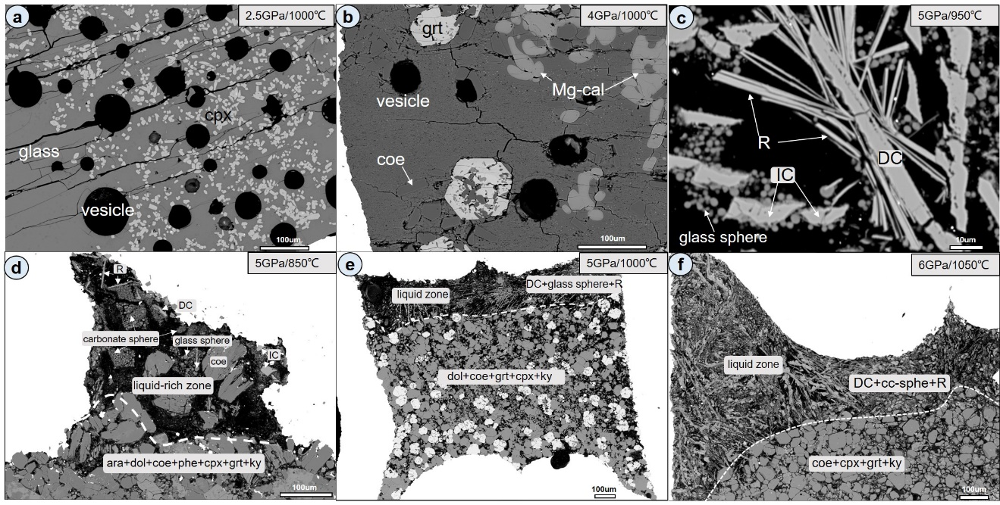 a
2.5GPa/1000℃
cpx
glass
vesicle
100um
b
4GPa/1000℃
grt
vesicle
Mg-cal
coe
100um
c
5GPa/950℃
R
DC
IC
glass sphere
10um
d
5GPa/850℃
R
DC
carbonate sphere
glass sphere
coe
IC
liquid-rich zone
ara+dol+coe+phe+cpx+grt+ky
100um
e
5GPa/1000℃
DC+glass sphere+R
liquid zone
dol+coe+grt+cpx+ky
100um
f
6GPa/1050℃
liquid zone
DC+cc-sphe+R
coe+cpx+grt+ky
100um